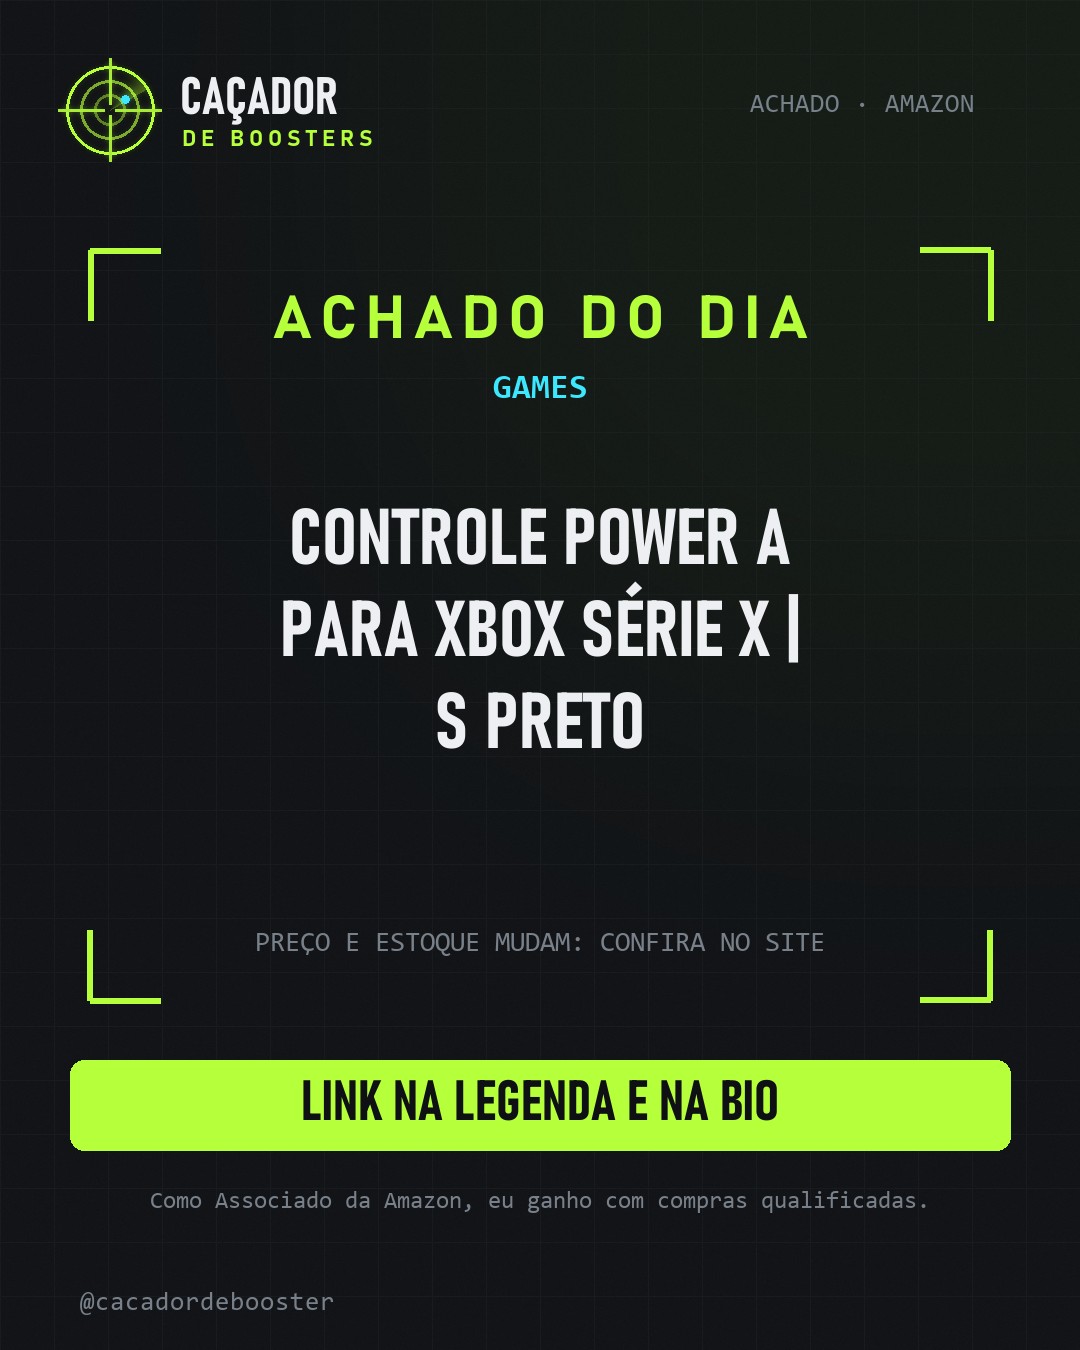 CAÇADOR
DE BOOSTERS
ACHADO · AMAZON
ACHADO DO DIA
GAMES
CONTROLE POWER A
PARA XBOX SÉRIE X |
S PRETO
PREÇO E ESTOQUE MUDAM: CONFIRA NO SITE
LINK NA LEGENDA E NA BIO
Como Associado da Amazon, eu ganho com compras qualificadas.
@cacadordebooster